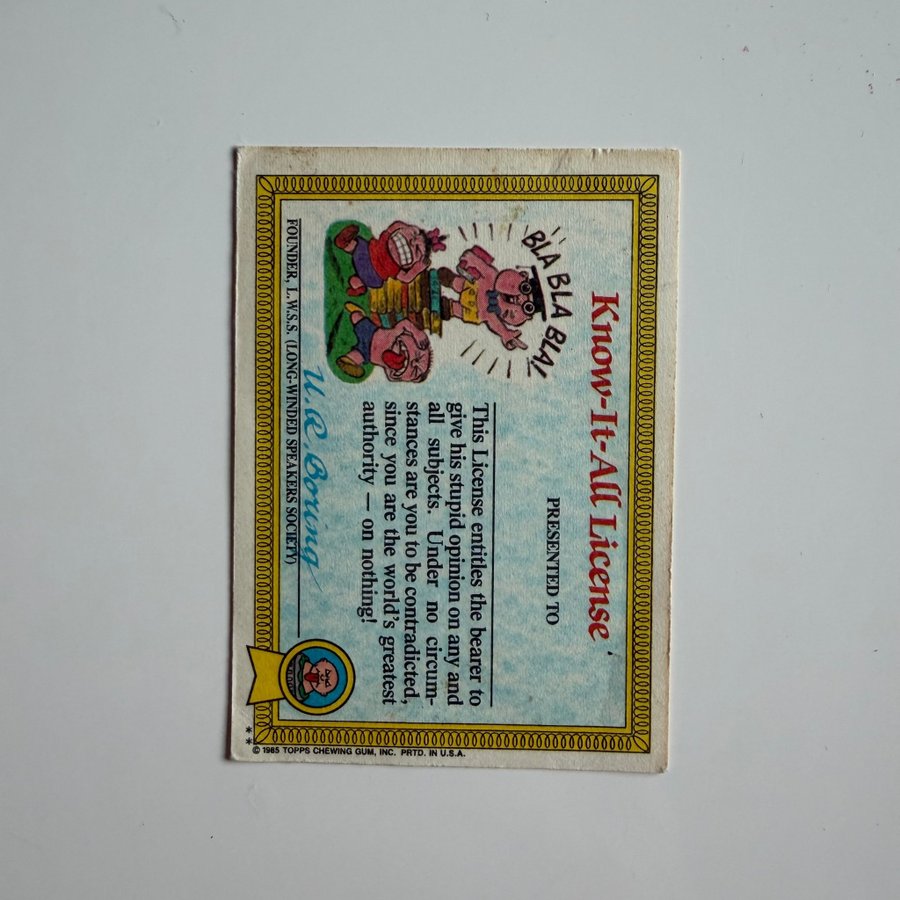 Know-It-All License
BLA BLA BLA!
PRESENTED TO
This License entitles the bearer to
give his stupid opinion on any and
all subjects. Under no circum-
stances are you to be contradicted,
since you are the world's greatest
authority — on nothing!
U.R. Boring
FOUNDER, L.W.S.S. (LONG-WINDED SPEAKERS SOCIETY)
** © 1985 TOPPS CHEWING GUM, INC. PRTD. IN U.S.A.